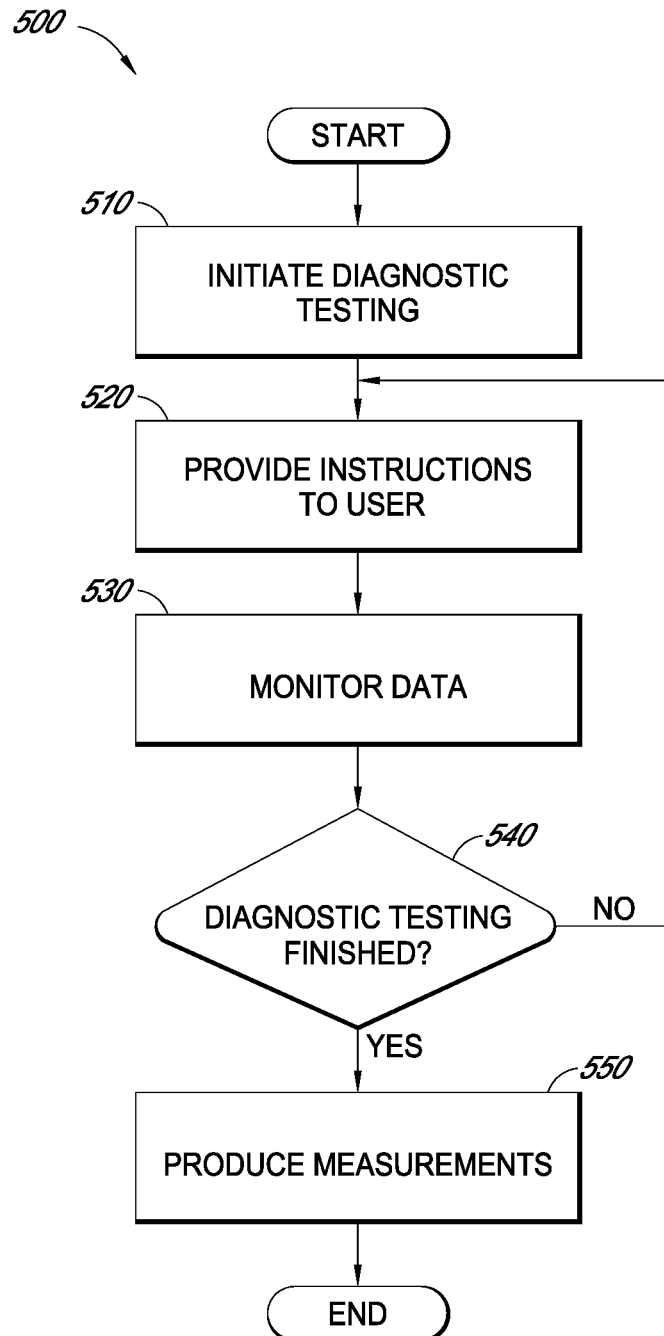 500
START
510
INITIATE DIAGNOSTIC
TESTING
520
PROVIDE INSTRUCTIONS
TO USER
530
MONITOR DATA
540
DIAGNOSTIC TESTING
FINISHED?
NO
YES
550
PRODUCE MEASUREMENTS
END